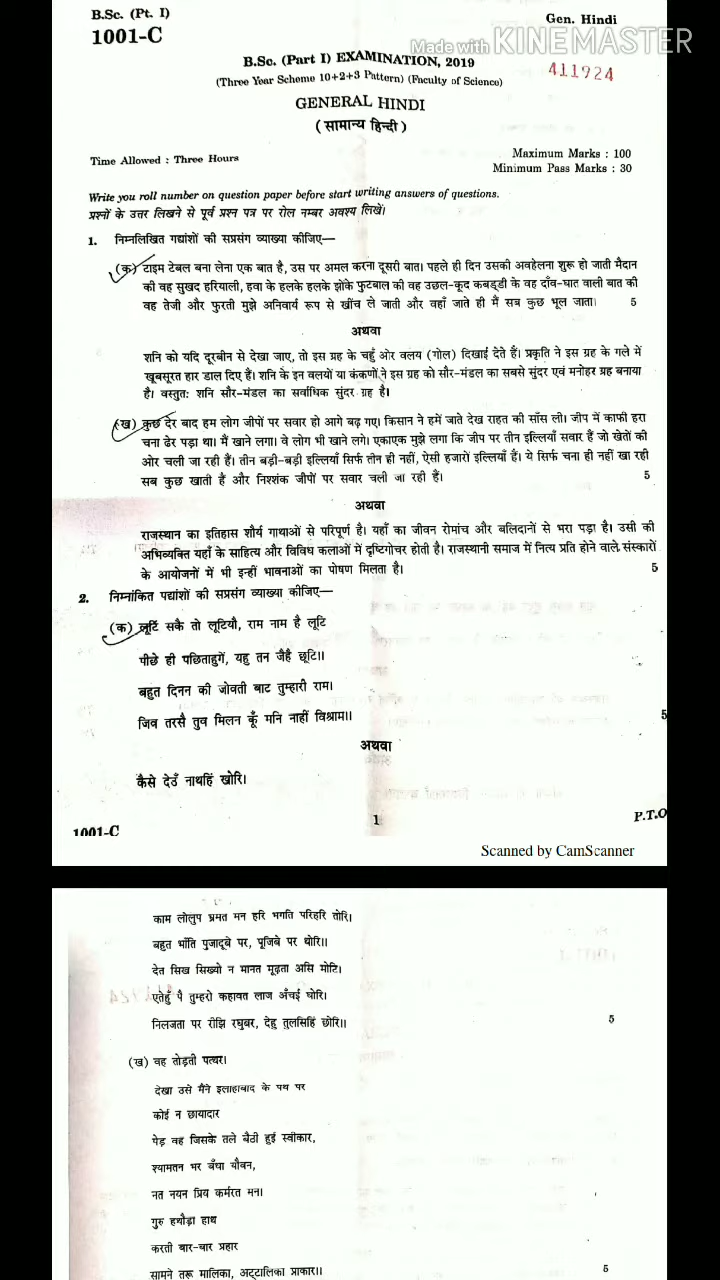 B.Sc. (Pt. I)
Gen. Hindi
1001-C
Made with KINEMASTER
B.Sc. (Part I) EXAMINATION, 2019
411924
(Three Year Scheme 10+2+3 Pattern) (Faculty of Science)
GENERAL HINDI
(सामान्य हिन्दी)
Time Allowed : Three Hours
Maximum Marks : 100
Minimum Pass Marks : 30
Write you roll number on question paper before start writing answers of questions.
प्रश्नों के उत्तर लिखने से पूर्व प्रश्न पत्र पर रोल नम्बर अवश्य लिखें।
1. निम्नलिखित गद्यांशों की सप्रसंग व्याख्या कीजिए—
(क) टाइम टेबल बना लेना एक बात है, उस पर अमल करना दूसरी बात। पहले ही दिन उसकी अवहेलना शुरू हो जाती मैदान
की वह सुखद हरियाली, हवा के हलके हलके झोके फुटबाल की वह उछल-कूद कबड्डी के वह दाँव-घात वाली बात की
वह तेजी और फुरती मुझे अनिवार्य रूप से खींच ले जाती और वहाँ जाते ही मैं सब कुछ भूल जाता। 5
अथवा
शनि को यदि दूरबीन से देखा जाए, तो इस ग्रह के चहुँ ओर वलय (गोल) दिखाई देते हैं। प्रकृति ने इस ग्रह के गले में
खूबसूरत हार डाल दिए हैं। शनि के इन वलयों या कंकणों ने इस ग्रह को सौर-मंडल का सबसे सुंदर एवं मनोहर ग्रह बनाया
है। वस्तुतः शनि सौर-मंडल का सर्वाधिक सुंदर ग्रह है।
(ख) कुछ देर बाद हम लोग जीपों पर सवार हो आगे बढ़ गए। किसान ने हमें जाते देख राहत की साँस ली। जीप में काफी हरा
चना ढेर पड़ा था। मैं खाने लगा। वे लोग भी खाने लगे। एकाएक मुझे लगा कि जीप पर तीन इल्लियाँ सवार हैं जो खेतों की
ओर चली जा रही हैं। तीन बड़ी-बड़ी इल्लियाँ सिर्फ तीन ही नहीं, ऐसी हजारों इल्लियाँ हैं। ये सिर्फ चना ही नहीं खा रही
सब कुछ खाती हैं और निश्शंक जीपों पर सवार चली जा रही हैं। 5
अथवा
राजस्थान का इतिहास शौर्य गाथाओं से परिपूर्ण है। यहाँ का जीवन रोमांच और बलिदानों से भरा पड़ा है। उसी की
अभिव्यक्ति यहाँ के साहित्य और विविध कलाओं में दृष्टिगोचर होती है। राजस्थानी समाज में नित्य प्रति होने वाले संस्कारों
के आयोजनों में भी इन्हीं भावनाओं का पोषण मिलता है। 5
2. निम्नांकित पद्यांशों की सप्रसंग व्याख्या कीजिए—
(क) लूटि सकै तो लूटियौ, राम नाम है लूटि
पीछे ही पछिताहुगें, यहु तन जैहै छूटि॥
बहुत दिनन की जोवती बाट तुम्हारी राम।
जिव तरसै तुव मिलन कूँ मनि नाहीं विश्राम॥ 5
अथवा
कैसे देउँ नाथहिं खोरि।
1001-C
1
P.T.O
Scanned by CamScanner
काम लोलुप भ्रमत मन हरि भगति परिहरि तोरि।
बहुत भाँति पुजादूबे पर, पूजिबे पर थोरि॥
देत सिख सिख्यो न मानत मूढ़ता असि मोटि।
एतेहुँ पै तुम्हरो कहावत लाज अँचई घोरि।
निलजता पर रीझि रघुबर, देहु तुलसिहिं छोरि॥ 5
(ख) वह तोड़ती पत्थर।
देखा उसे मैंने इलाहाबाद के पथ पर
कोई न छायादार
पेड़ वह जिसके तले बैठी हुई स्वीकार,
श्यामतन भर बँधा यौवन,
नत नयन प्रिय कर्मरत मन।
गुरु हथौड़ा हाथ
करती बार-बार प्रहार
सामने तरू मालिका, अट्टालिका प्राकार॥ 5